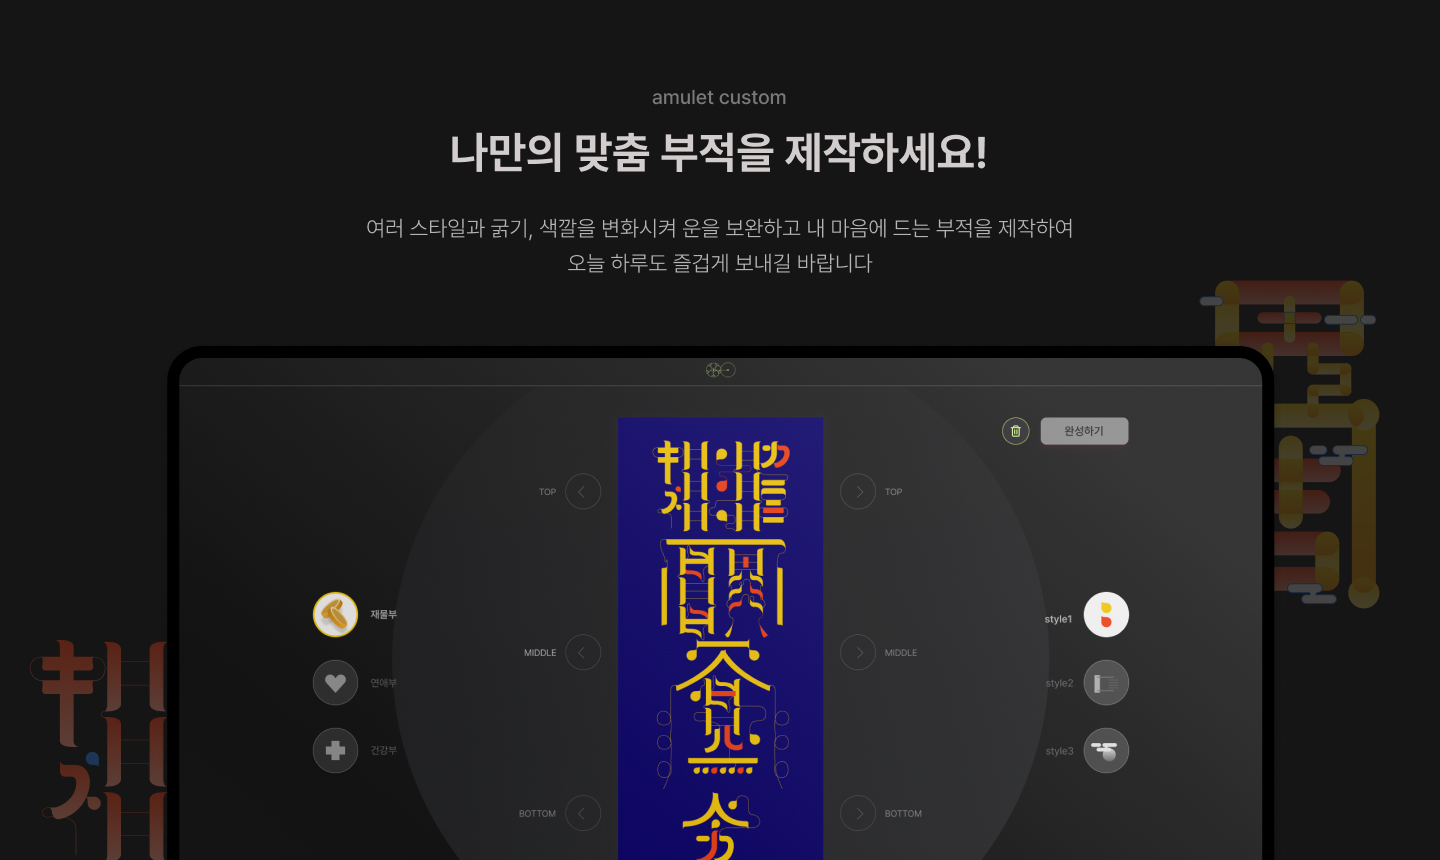 amulet custom
나만의 맞춤 부적을 제작하세요!
여러 스타일과 굵기, 색깔을 변화시켜 운을 보완하고 내 마음에 드는 부적을 제작하여
오늘 하루도 즐겁게 보내길 바랍니다
완성하기
TOP
TOP
재물부
style1
MIDDLE
MIDDLE
연애부
style2
건강부
style3
BOTTOM
BOTTOM